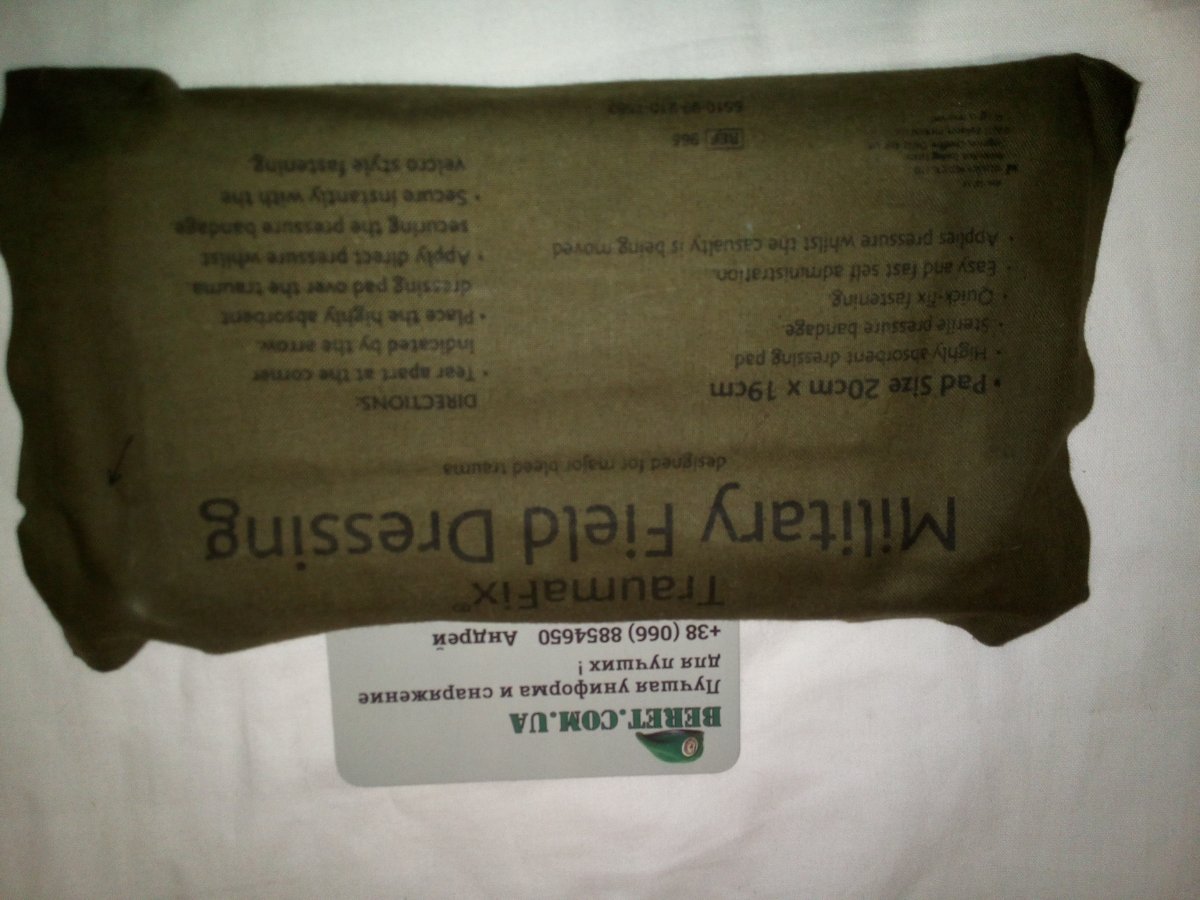 BERET.COM.UA
Лучшая униформа и снаряжение
для лучших !
+38 (066) 8854650 Андрей
TraumaFix®
Military Field Dressing
designed for major bleed trauma
• Pad Size 20cm x 19cm
• Highly absorbent dressing pad
• Sterile pressure bandage
• Quick-fix fastening
• Easy and fast self administration
• Applies pressure whilst the casualty is being moved
DIRECTIONS:
• Tear apart at the corner
indicated by the arrow.
• Place the highly absorbent
dressing pad over the trauma
• Apply direct pressure whilst
securing the pressure bandage
• Secure instantly with the
velcro style fastening
REF 966